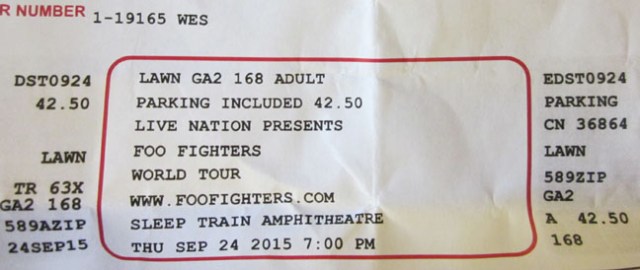 R NUMBER 1-19165 WES
DST0924
42.50
LAWN
TR 63X
GA2 168
589AZIP
24SEP15
LAWN GA2 168 ADULT
PARKING INCLUDED 42.50
LIVE NATION PRESENTS
FOO FIGHTERS
WORLD TOUR
WWW.FOOFIGHTERS.COM
SLEEP TRAIN AMPHITHEATRE
THU SEP 24 2015 7:00 PM
EDST0924
PARKING
CN 36864
LAWN
589ZIP
GA2
A 42.50
168